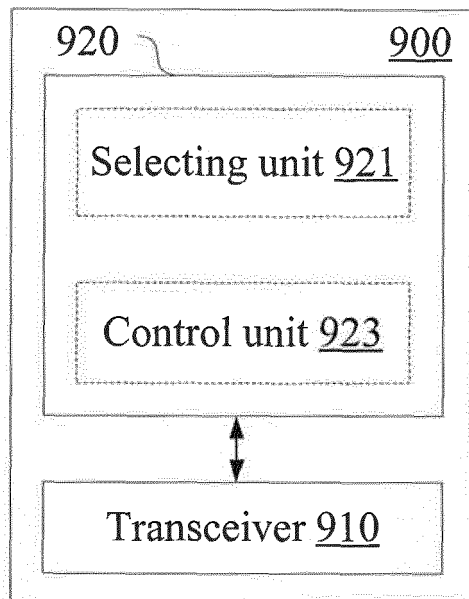 920 900
Selecting unit 921
Control unit 923
Transceiver 910